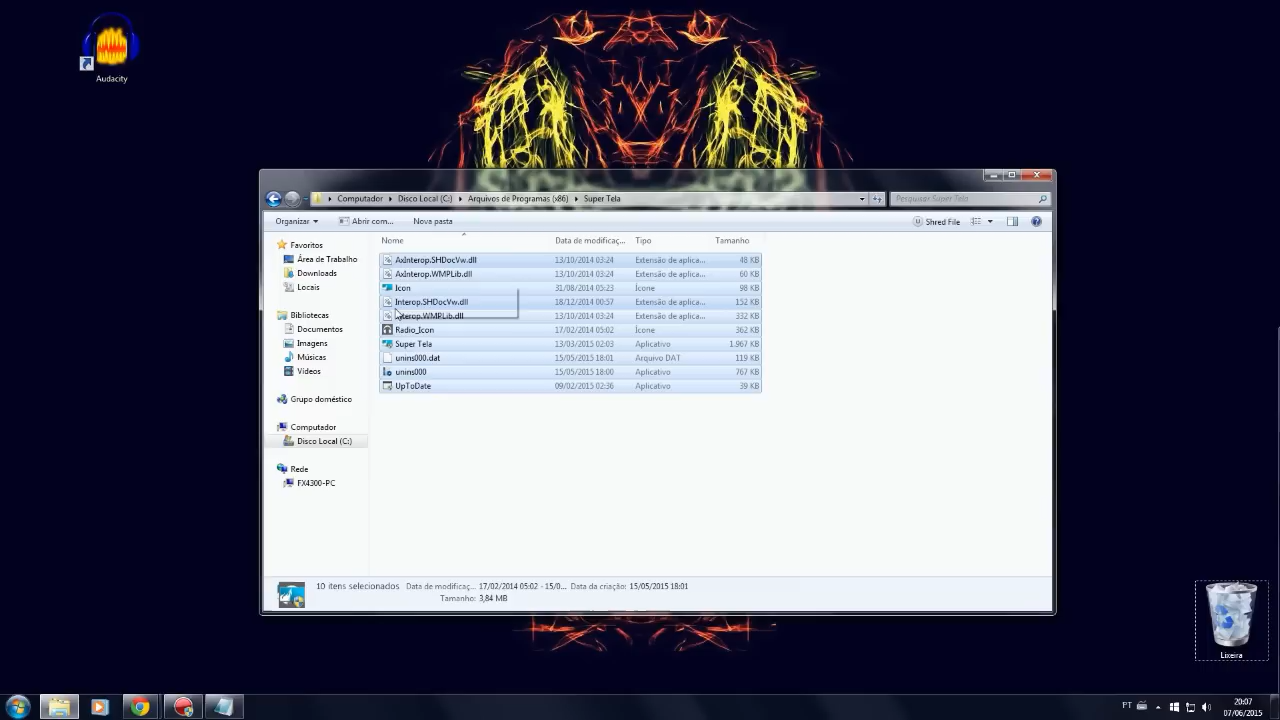 Audacity
Computador Disco Local (C:) Arquivos de Programas (x86) Super Tela Pesquisar Super Tela
Organizar Abrir com... Nova pasta Shred File
Nome Data de modificaç... Tipo Tamanho
Favoritos
Área de Trabalho
Downloads
Locais
Bibliotecas
Documentos
Imagens
Músicas
Vídeos
Grupo doméstico
Computador
Disco Local (C:)
Rede
FX4300-PC
AxInterop.SHDocVw.dll 13/10/2014 03:24 Extensão de aplica... 48 KB
AxInterop.WMPLib.dll 13/10/2014 03:24 Extensão de aplica... 60 KB
Icon 31/08/2014 05:23 Ícone 98 KB
Interop.SHDocVw.dll 18/12/2014 00:57 Extensão de aplica... 152 KB
Interop.WMPLib.dll 13/10/2014 03:24 Extensão de aplica... 332 KB
Radio_Icon 17/02/2014 05:02 Ícone 362 KB
Super Tela 13/03/2015 02:03 Aplicativo 1.967 KB
unins000.dat 15/05/2015 18:01 Arquivo DAT 119 KB
unins000 15/05/2015 18:00 Aplicativo 767 KB
UpToDate 09/02/2015 02:36 Aplicativo 39 KB
10 itens selecionados Data de modificaç... 17/02/2014 05:02 - 15/0... Data da criação: 15/05/2015 18:01
Tamanho: 3,84 MB
Lixeira
PT
20:07
07/06/2015